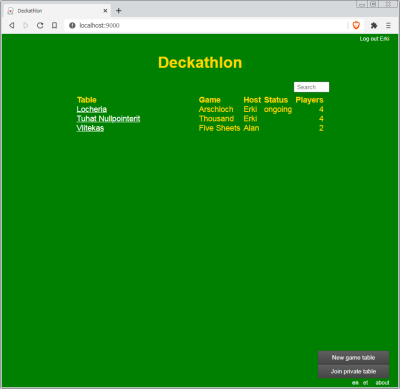 Deckathlon
localhost:9000
Log out Erki
Deckathlon
Search
Table Game Host Status Players
Locheria Arschloch Erki ongoing 4
Tuhat Nullpointerit Thousand Erki 4
Viitekas Five Sheets Alan 2
New game table
Join private table
en et about